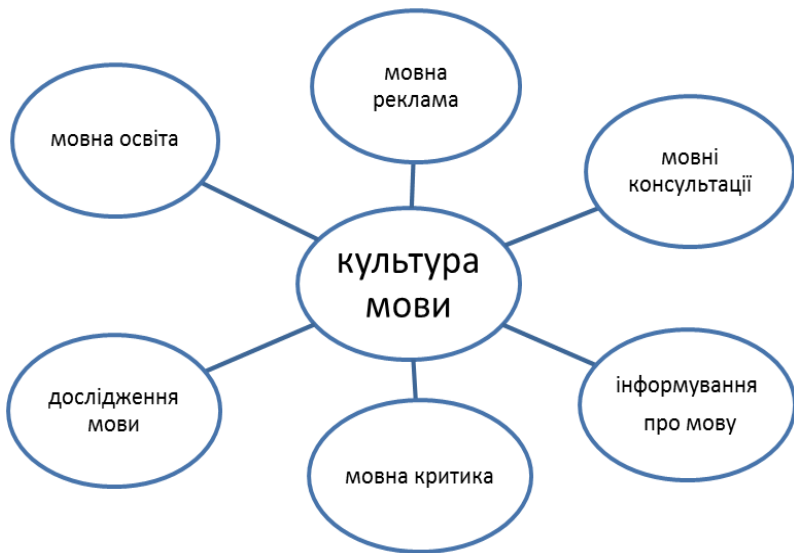 мовна
реклама
мовна освіта
мовні
консультації
культура
мови
дослідження
мови
інформування
про мову
мовна критика